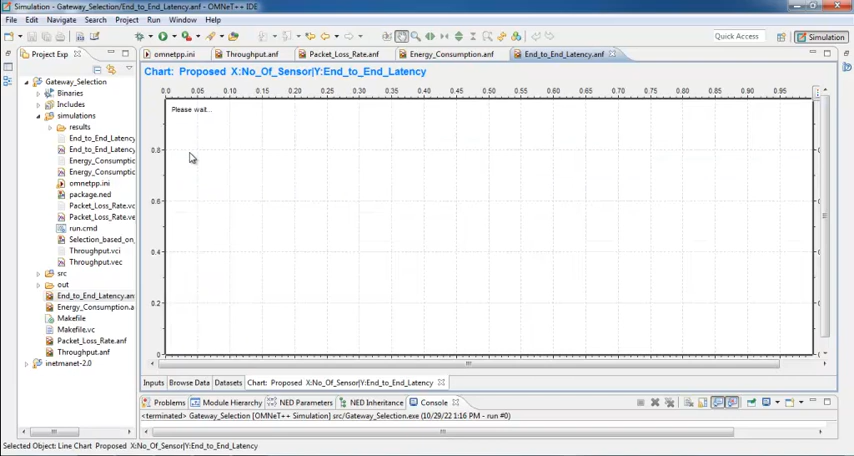 Simulation - Gateway_Selection/End_to_End_Latency.anf - OMNeT++ IDE
File Edit Navigate Search Project Run Window Help
Quick Access
Simulation
Project Exp
omnetpp.ini
Throughput.anf
Packet_Loss_Rate.anf
Energy_Consumption.anf
End_to_End_Latency.anf
Gateway_Selection
Binaries
Includes
simulations
results
End_to_End_Latency
End_to_End_Latency
Energy_Consumptio
Energy_Consumptio
omnetpp.ini
package.ned
Packet_Loss_Rate.vc
Packet_Loss_Rate.ve
run.cmd
Selection_based_on_
Throughput.vci
Throughput.vec
src
out
End_to_End_Latency.an
Energy_Consumption.a
Makefile
Makefile.vc
Packet_Loss_Rate.anf
Throughput.anf
inetmanet-2.0
Chart: Proposed X:No_Of_Sensor|Y:End_to_End_Latency
0.0 0.05 0.10 0.15 0.20 0.25 0.30 0.35 0.40 0.45 0.50 0.55 0.60 0.65 0.70 0.75 0.80 0.85 0.90 0.95
Please wait...
0.8
0.6
0.4
0.2
0
Inputs Browse Data Datasets Chart: Proposed X:No_Of_Sensor|Y:End_to_End_Latency
Problems Module Hierarchy NED Parameters NED Inheritance Console
<terminated> Gateway_Selection [OMNeT++ Simulation] src/Gateway_Selection.exe (10/29/22 1:16 PM - run #0)
Selected Object: Line Chart Proposed X:No_Of_Sensor|Y:End_to_End_Latency